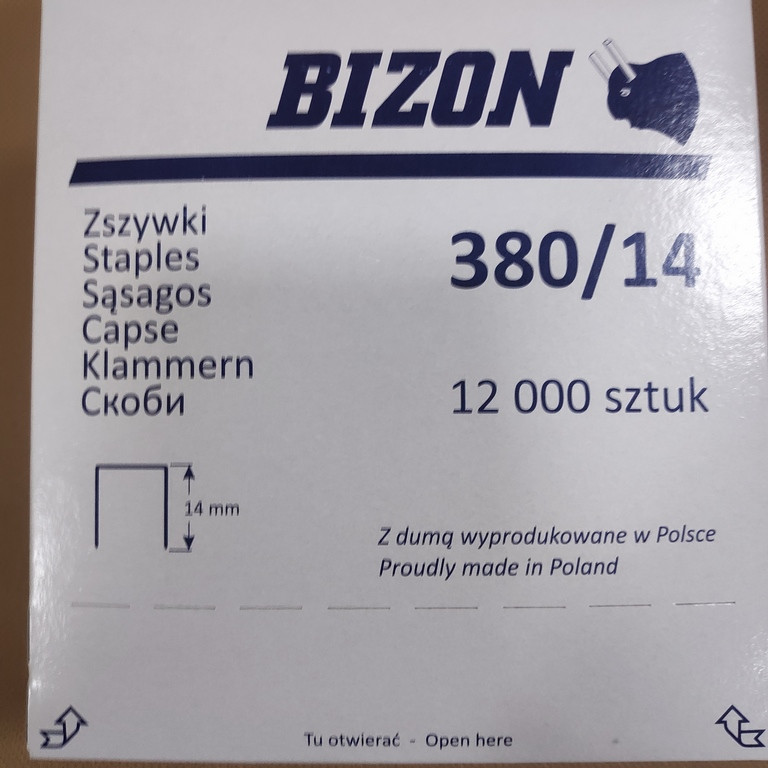 BIZON
Zszywki
Staples
Sąsagos
Capse
Klammern
Скоби
380/14
12 000 sztuk
14 mm
Z dumą wyprodukowane w Polsce
Proudly made in Poland
Tu otwierać - Open here